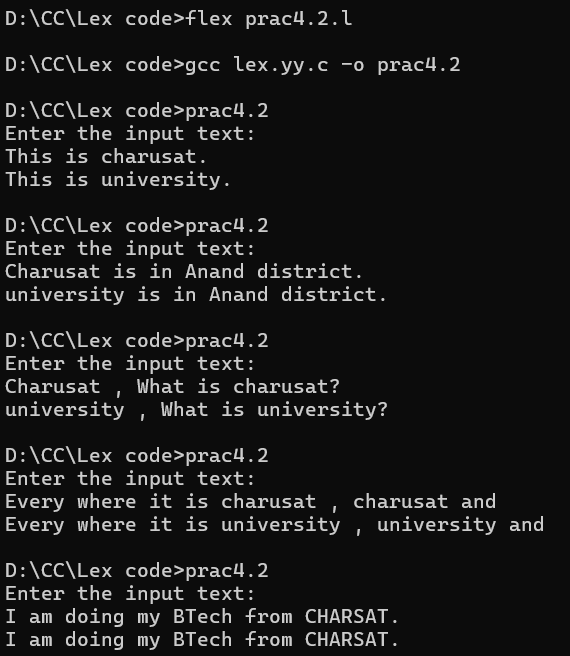 D:\CC\Lex code>flex prac4.2.l
D:\CC\Lex code>gcc lex.yy.c -o prac4.2
D:\CC\Lex code>prac4.2
Enter the input text:
This is charusat.
This is university.
D:\CC\Lex code>prac4.2
Enter the input text:
Charusat is in Anand district.
university is in Anand district.
D:\CC\Lex code>prac4.2
Enter the input text:
Charusat , What is charusat?
university , What is university?
D:\CC\Lex code>prac4.2
Enter the input text:
Every where it is charusat , charusat and
Every where it is university , university and
D:\CC\Lex code>prac4.2
Enter the input text:
I am doing my BTech from CHARSAT.
I am doing my BTech from CHARSAT.